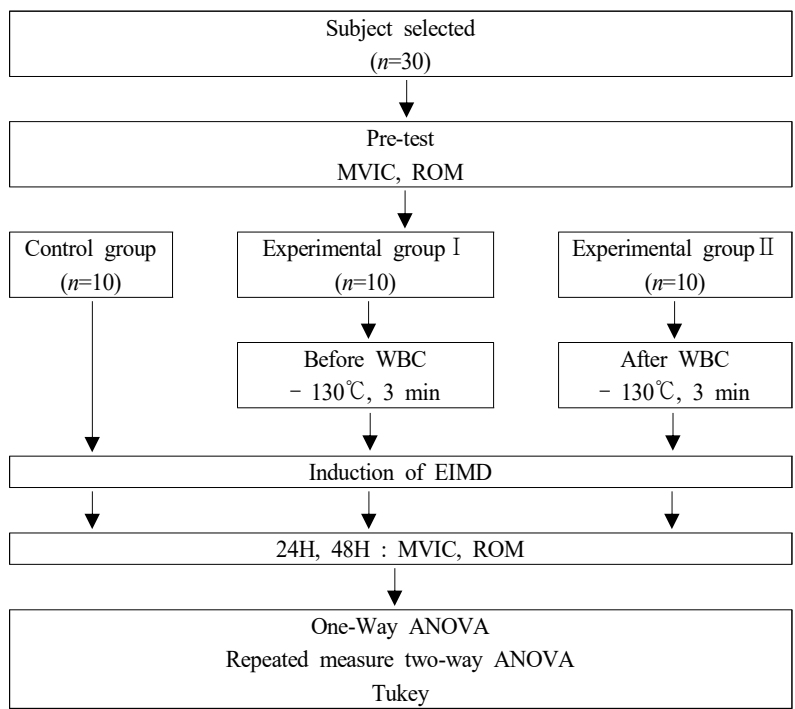 Subject selected
(n=30)
Pre-test
MVIC, ROM
Control group
(n=10)
Experimental group Ⅰ
(n=10)
Experimental group Ⅱ
(n=10)
Before WBC
− 130℃, 3 min
After WBC
− 130℃, 3 min
Induction of EIMD
24H, 48H : MVIC, ROM
One-Way ANOVA
Repeated measure two-way ANOVA
Tukey